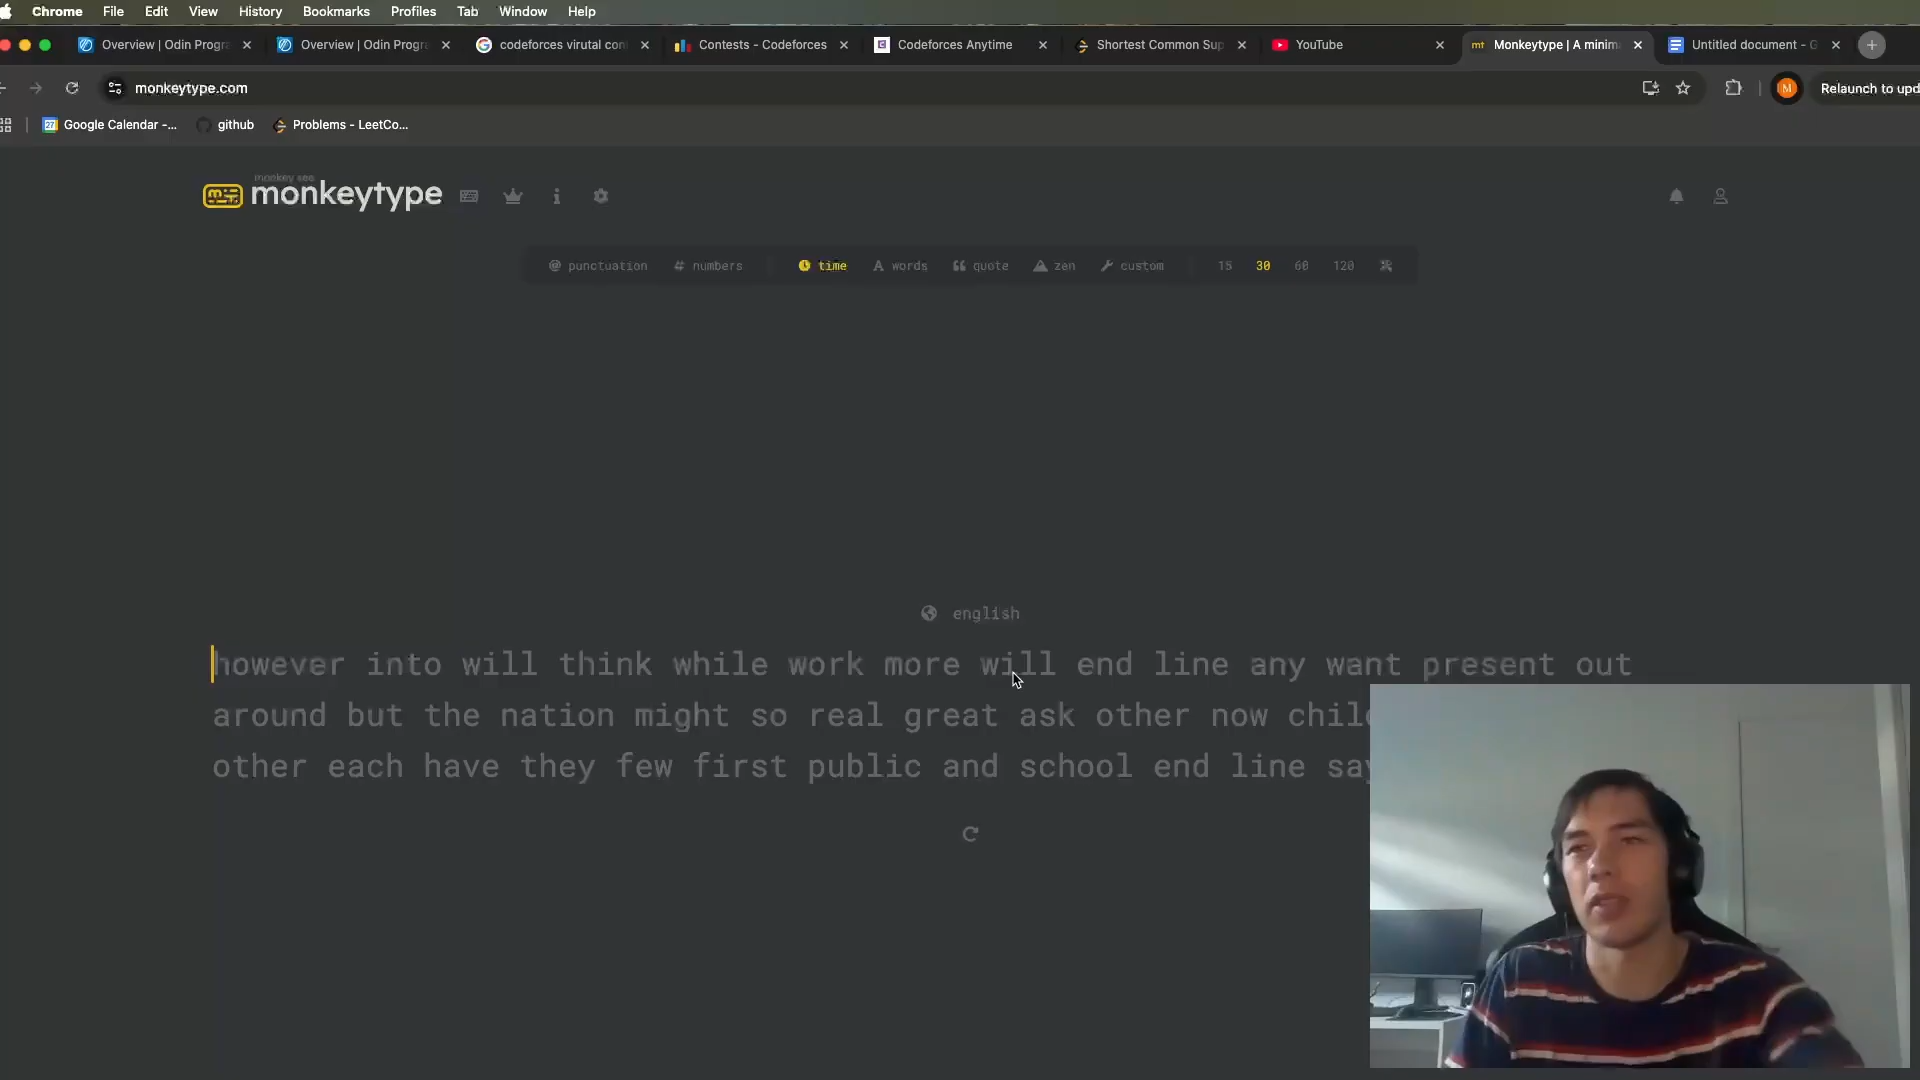 Chrome File Edit View History Bookmarks Profiles Tab Window Help
Overview | Odin Progra Overview | Odin Progra codeforces virutal con Contests - Codeforces Codeforces Anytime Shortest Common Sup YouTube Monkeytype | A minim Untitled document - G
monkeytype.com Relaunch to upd
Google Calendar -... github Problems - LeetCo...
monkey see
monkeytype
@ punctuation # numbers time A words quote zen custom 15 30 60 120
english
however into will think while work more will end line any want present out
around but the nation might so real great ask other now chil
other each have they few first public and school end line say